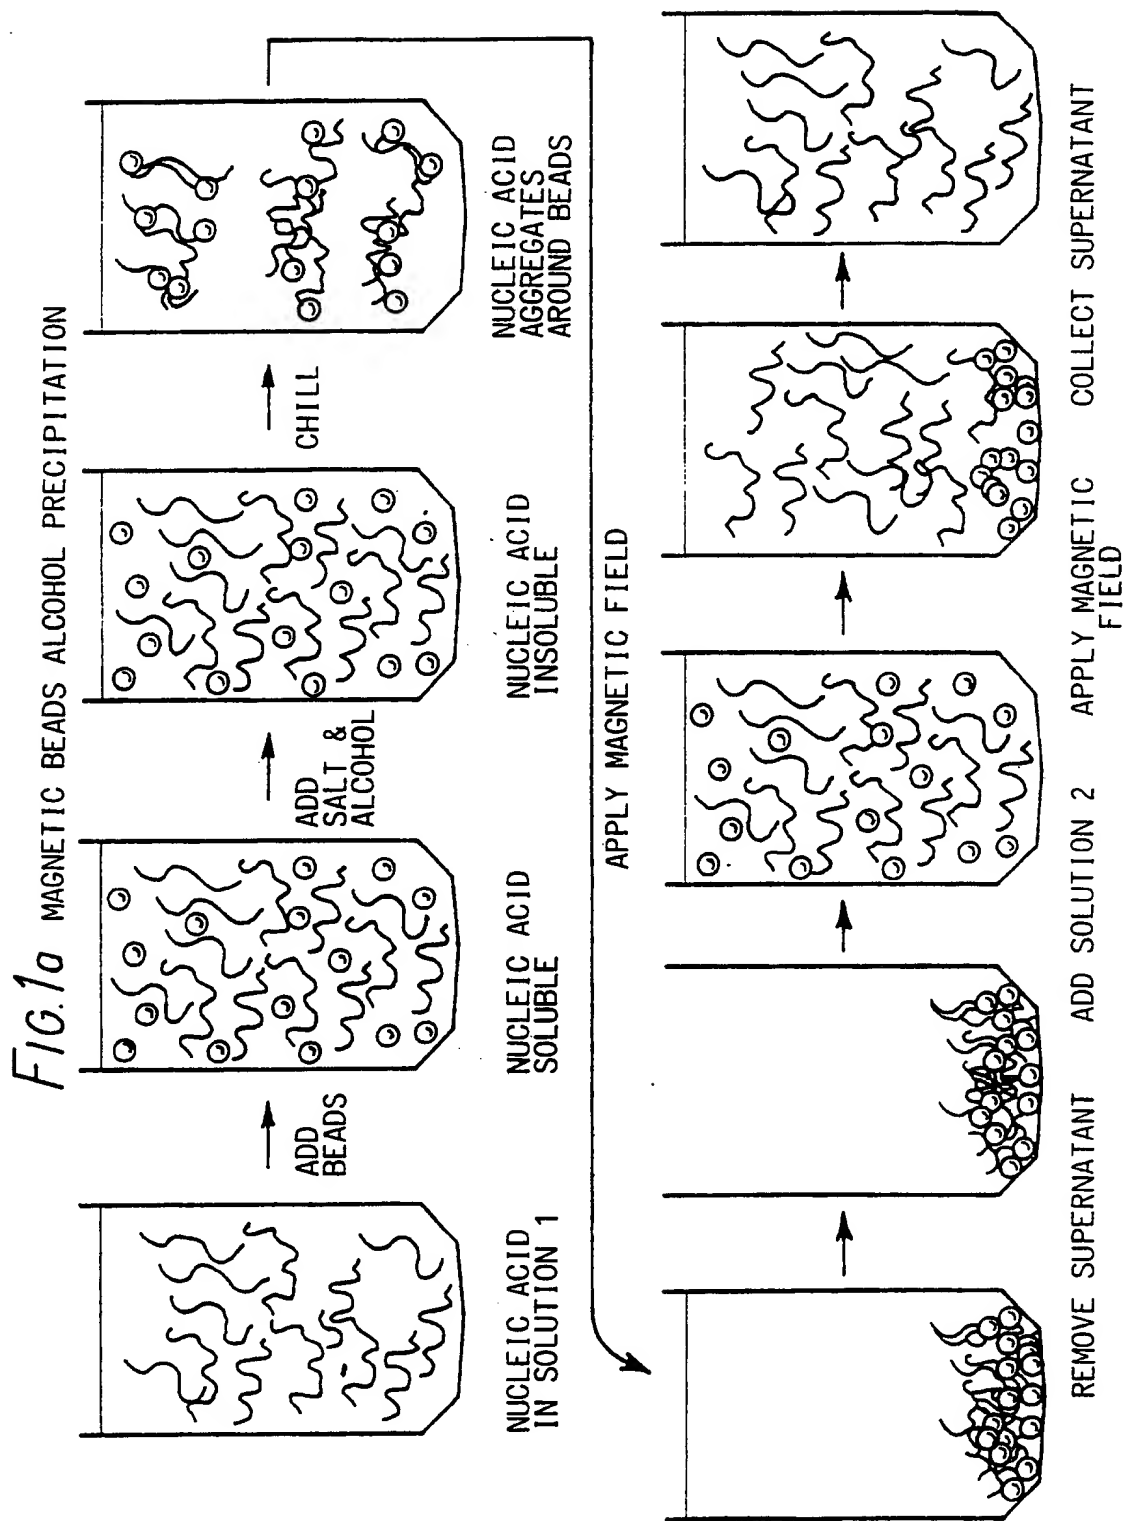 FIG.1a MAGNETIC BEADS ALCOHOL PRECIPITATION
NUCLEIC ACID
IN SOLUTION 1
ADD
BEADS
NUCLEIC ACID
SOLUBLE
ADD
SALT &
ALCOHOL
NUCLEIC ACID
INSOLUBLE
CHILL
NUCLEIC ACID
AGGREGATES
AROUND BEADS
APPLY MAGNETIC FIELD
REMOVE SUPERNATANT
ADD SOLUTION 2
APPLY MAGNETIC
FIELD
COLLECT SUPERNATANT